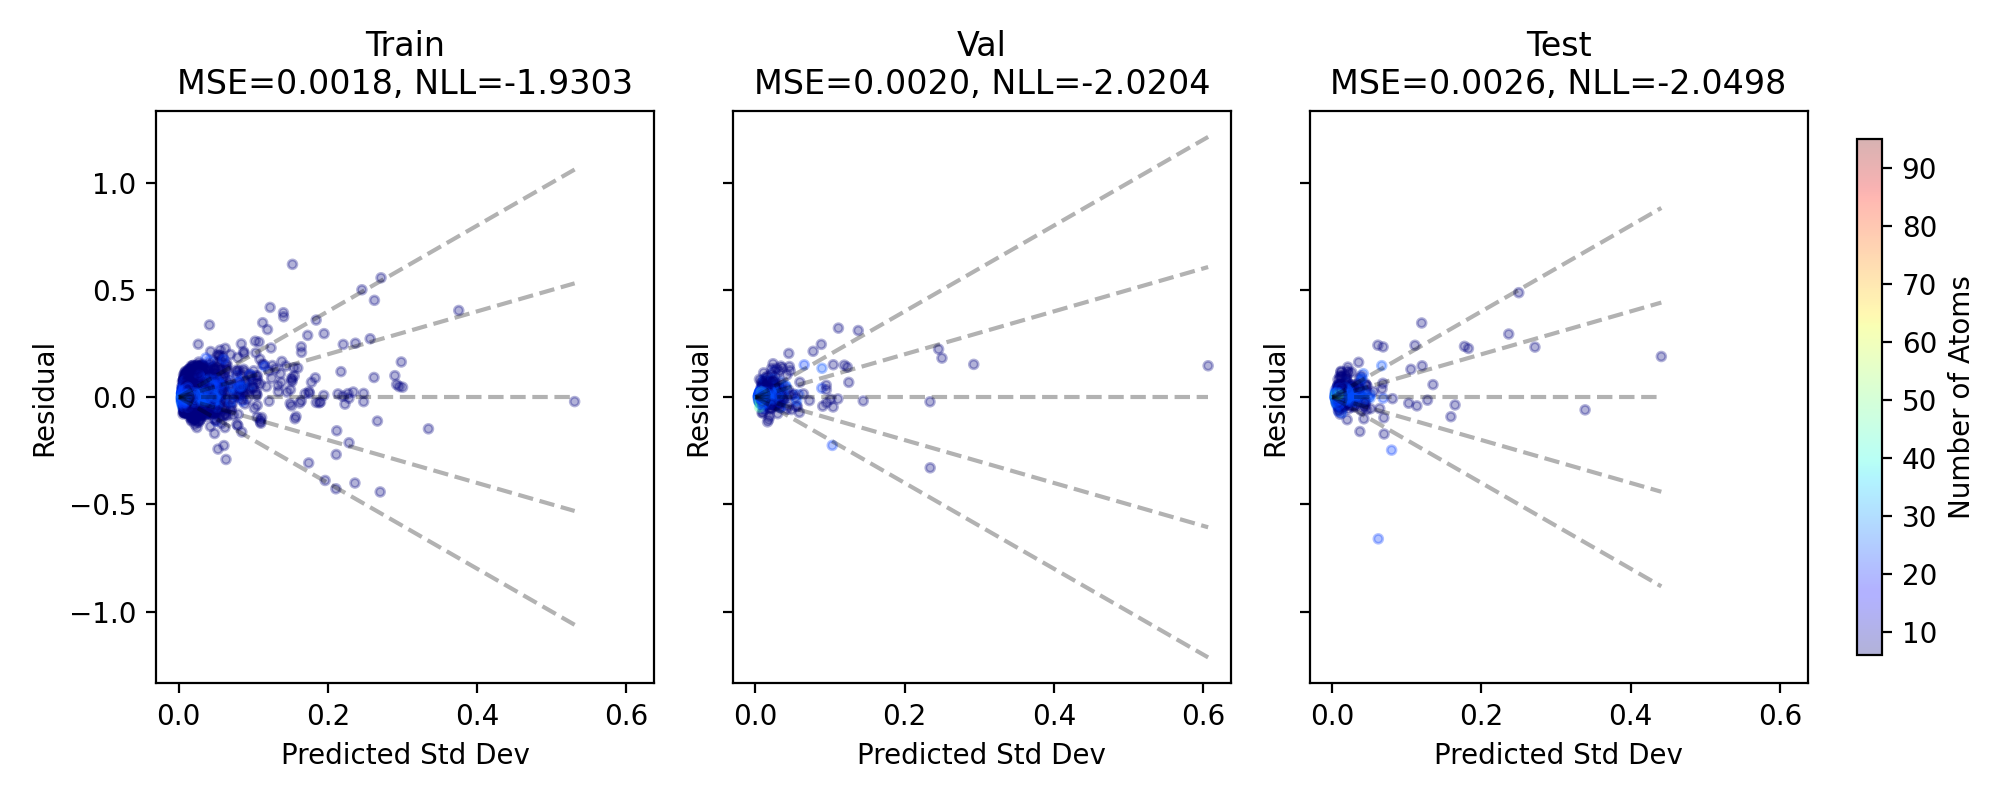 Train
MSE=0.0018, NLL=-1.9303
Val
MSE=0.0020, NLL=-2.0204
Test
MSE=0.0026, NLL=-2.0498
1.0
0.5
0.0
−0.5
−1.0
Residual
0.0 0.2 0.4 0.6
Predicted Std Dev
Residual
0.0 0.2 0.4 0.6
Predicted Std Dev
Residual
0.0 0.2 0.4 0.6
Predicted Std Dev
90
80
70
60
50
40
30
20
10
Number of Atoms